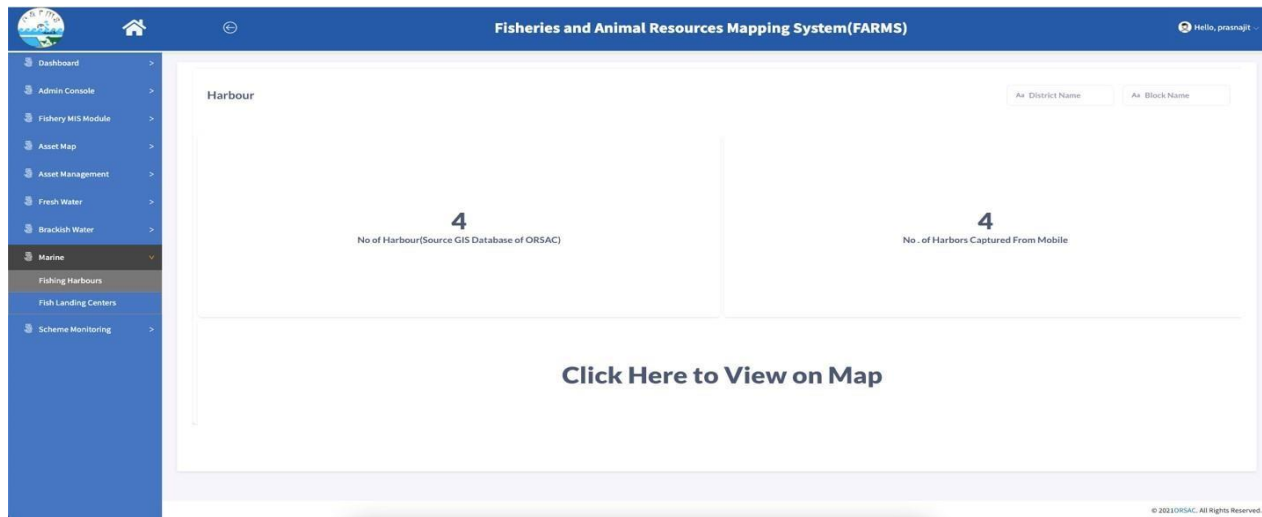 FARMS
Fisheries and Animal Resources Mapping System(FARMS)
Hello, prasnajit
Dashboard >
Admin Console >
Fishery MIS Module >
Asset Map >
Asset Management >
Fresh Water >
Brackish Water >
Marine
Fishing Harbours
Fish Landing Centers
Scheme Monitoring >
Harbour
Aa District Name
Aa Block Name
4
No of Harbour(Source GIS Database of ORSAC)
4
No . of Harbors Captured From Mobile
Click Here to View on Map
© 2021ORSAC. All Rights Reserved.